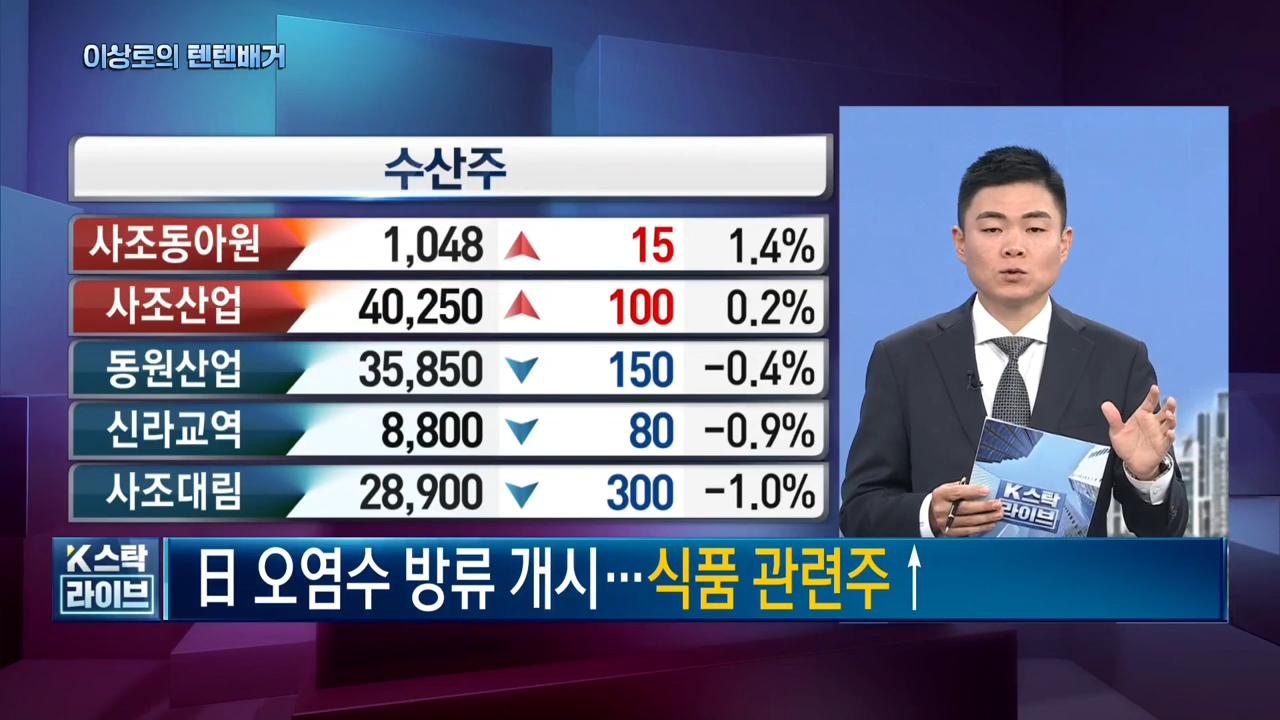 이상로의 텐텐배거
수산주
사조동아원 1,048 ▲ 15 1.4%
사조산업 40,250 ▲ 100 0.2%
동원산업 35,850 ▼ 150 -0.4%
신라교역 8,800 ▼ 80 -0.9%
사조대림 28,900 ▼ 300 -1.0%
K스탁
라이브
K스탁
라이브
日 오염수 방류 개시…식품 관련주↑